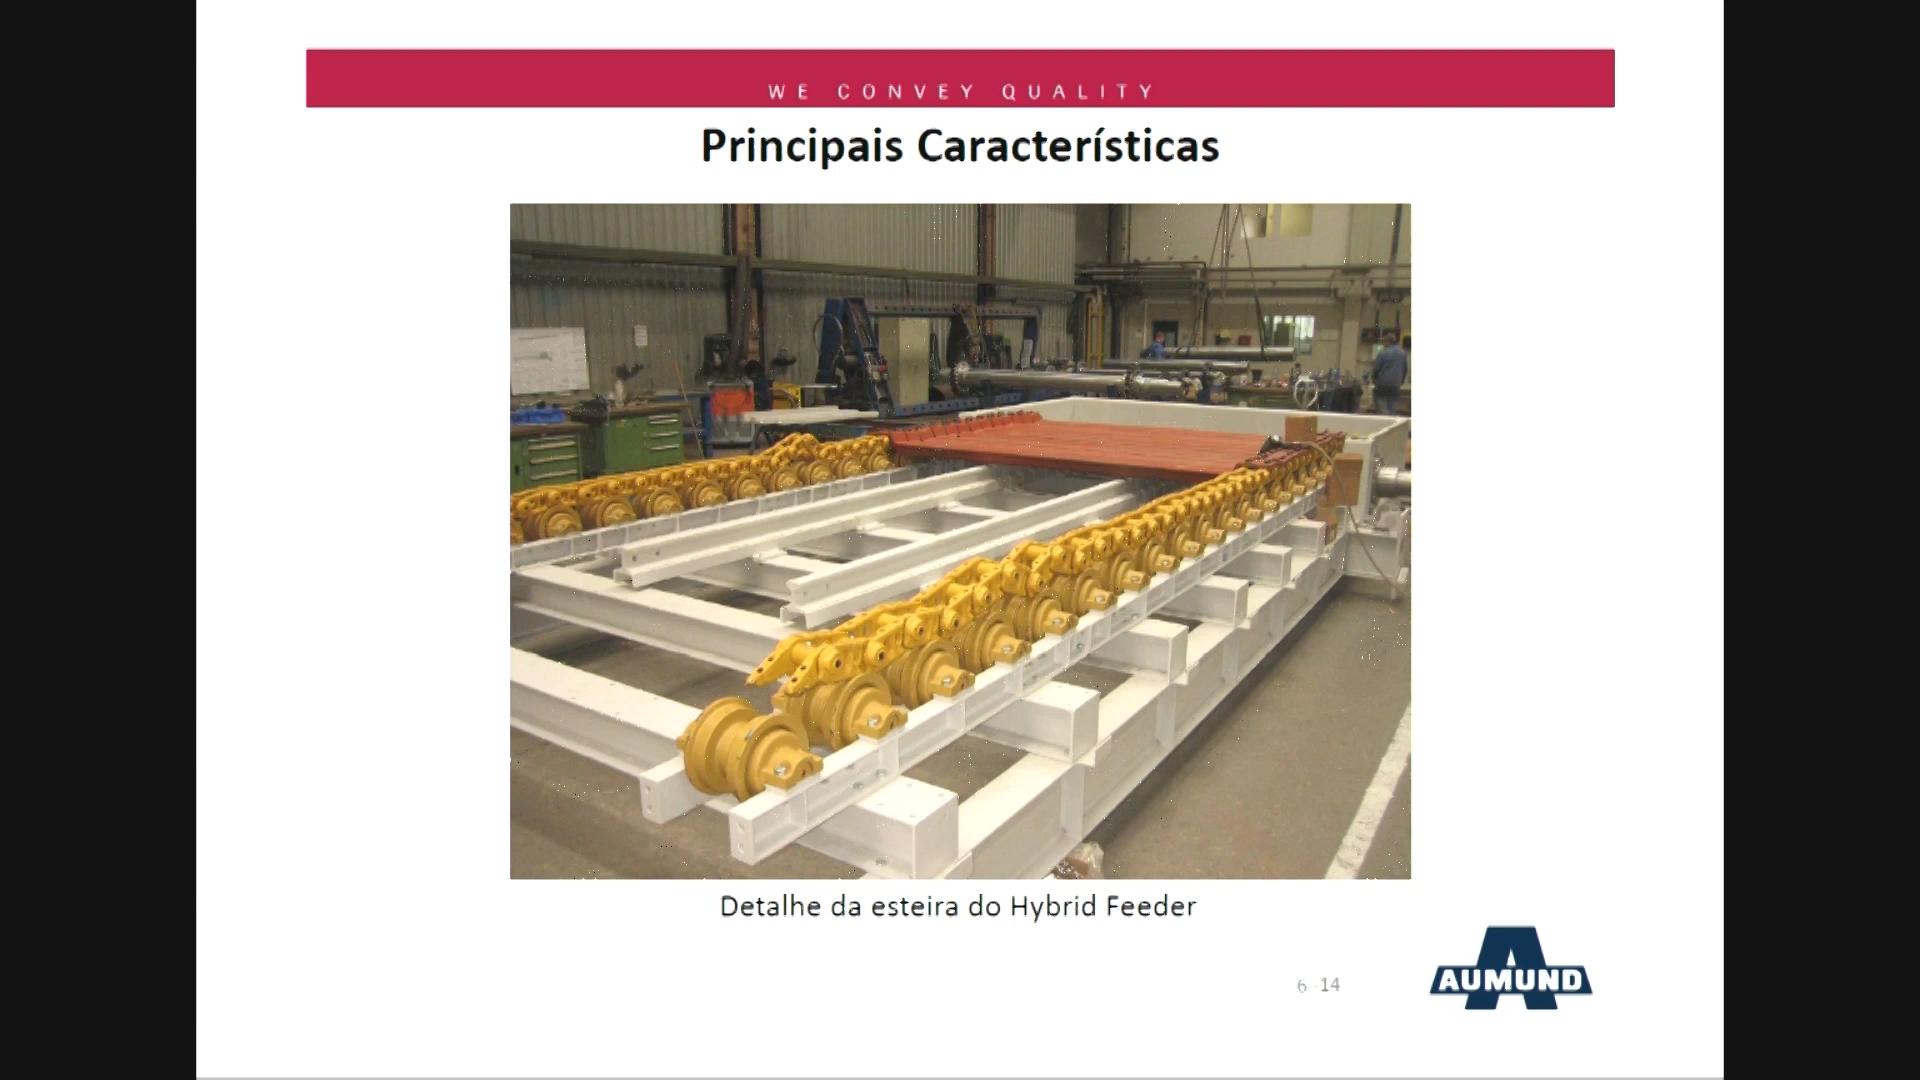 WE CONVEY QUALITY
Principais Características
Detalhe da esteira do Hybrid Feeder
6 -14
AUMUND